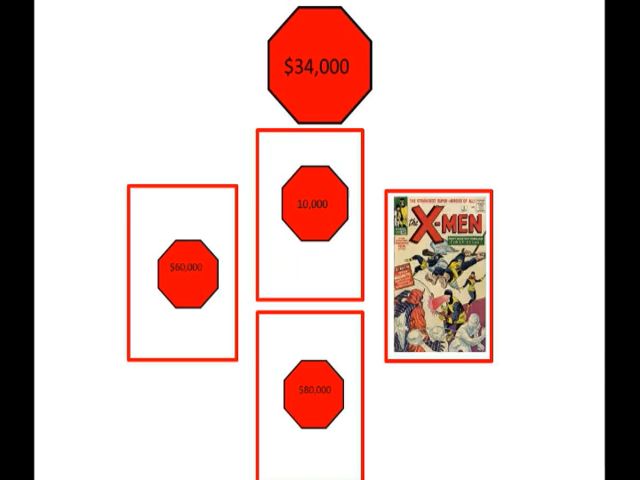 $34,000
10,000
$60,000
$80,000
THE STRANGEST SUPER-HEROES OF ALL!
the X-MEN